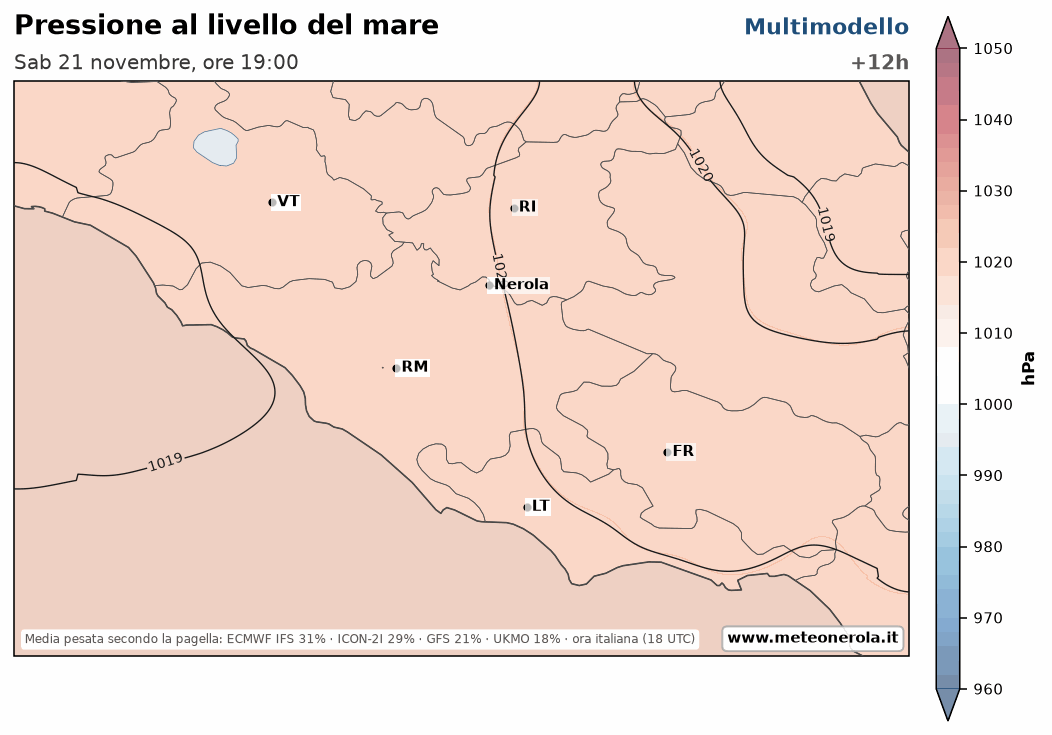 Pressione al livello del mare
Multimodello
Sab 21 novembre, ore 19:00
+12h
1050
1040
1030
1020
1010
1000
990
980
970
960
hPa
1020
VT
RI
1019
Nerola
RM
FR
1019
LT
Media pesata secondo la pagella: ECMWF IFS 31% · ICON-2I 29% · GFS 21% · UKMO 18% · ora italiana (18 UTC)
www.meteonerola.it